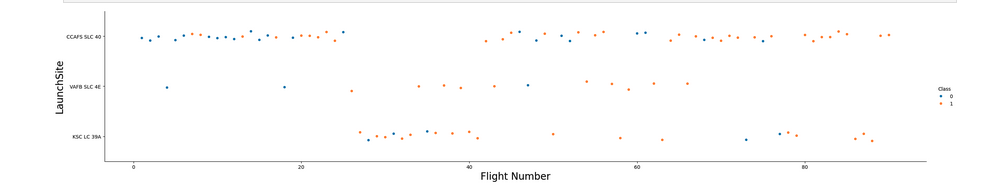 CCAFS SLC 40
VAFB SLC 4E
KSC LC 39A
LaunchSite
0
20
40
60
80
Flight Number
Class
0
1